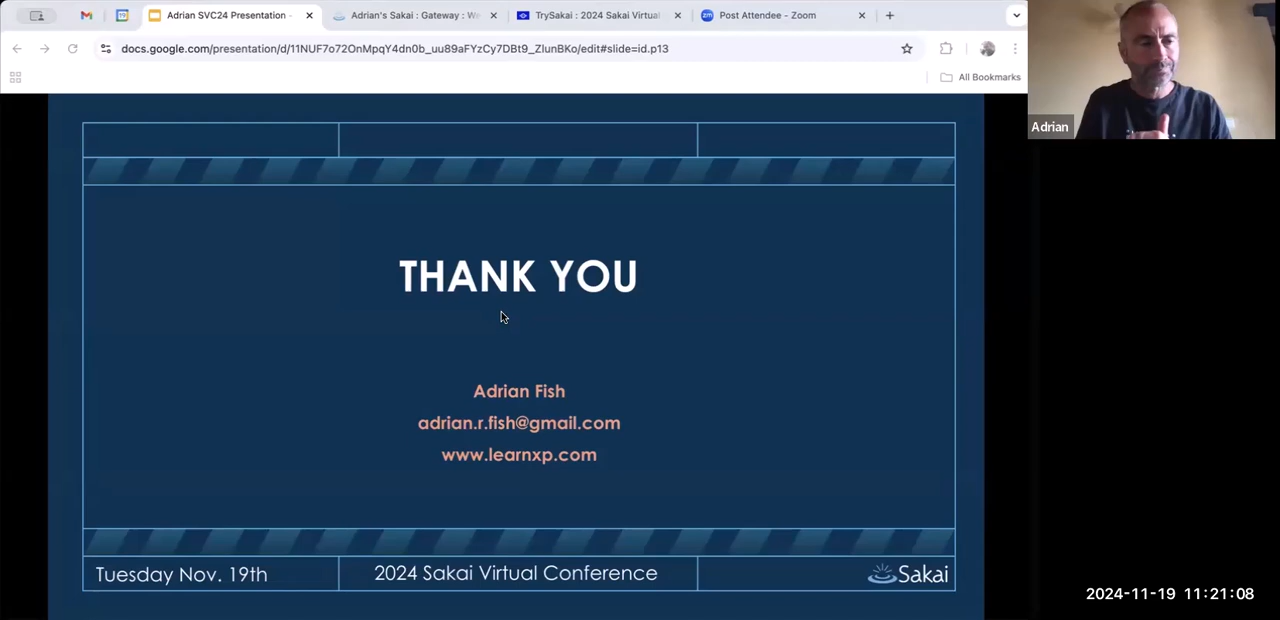 Adrian SVC24 Presentation -
Adrian's Sakai : Gateway : We
TrySakai : 2024 Sakai Virtual
Post Attendee - Zoom
docs.google.com/presentation/d/11NUF7o72OnMpqY4dn0b_uu89aFYzCy7DBt9_ZlunBKo/edit#slide=id.p13
All Bookmarks
Adrian
THANK YOU
Adrian Fish
adrian.r.fish@gmail.com
www.learnxp.com
Tuesday Nov. 19th
2024 Sakai Virtual Conference
Sakai
2024-11-19 11:21:08